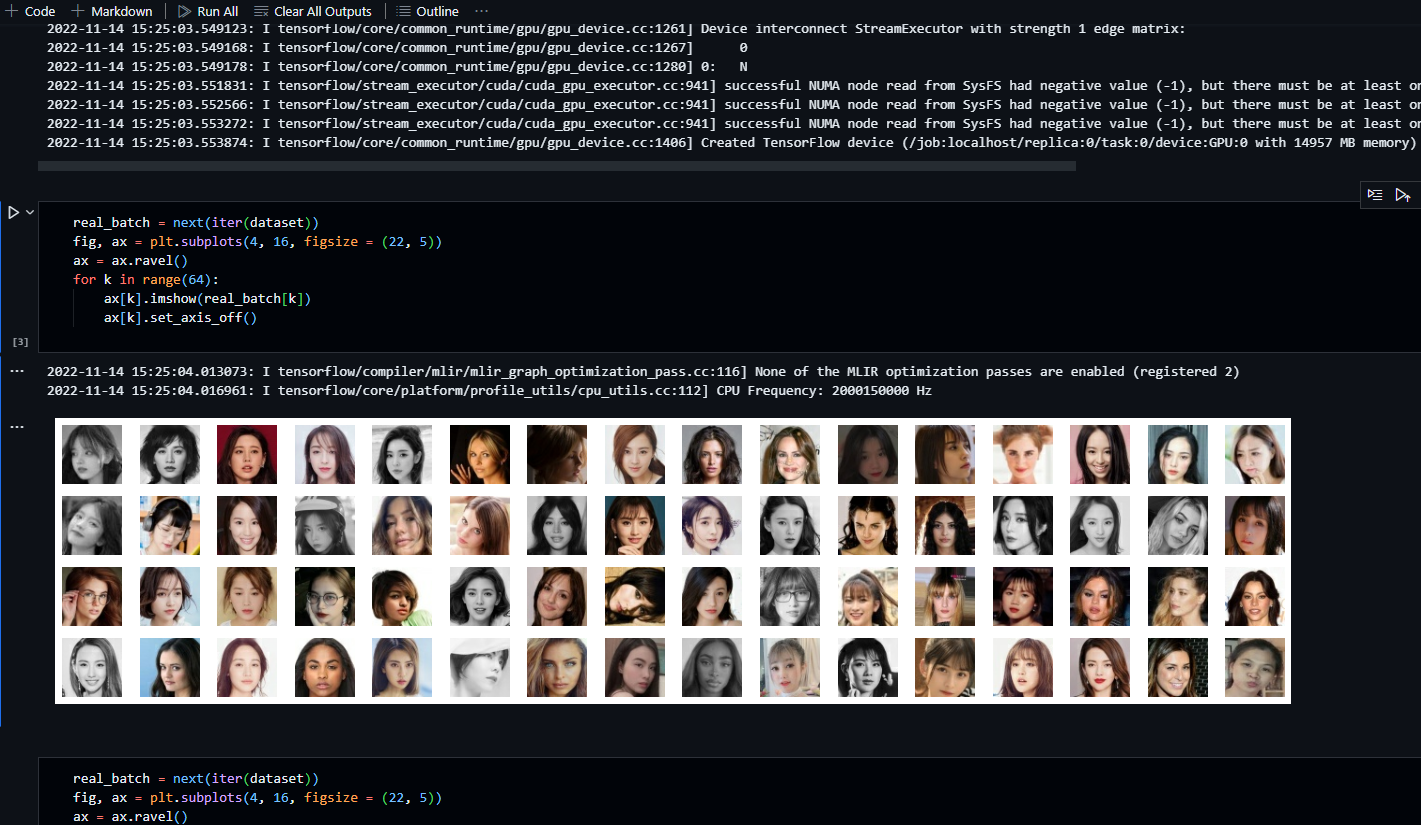 Code Markdown Run All Clear All Outputs Outline ...
2022-11-14 15:25:03.549123: I tensorflow/core/common_runtime/gpu/gpu_device.cc:1261] Device interconnect StreamExecutor with strength 1 edge matrix:
2022-11-14 15:25:03.549168: I tensorflow/core/common_runtime/gpu/gpu_device.cc:1267]      0
2022-11-14 15:25:03.549178: I tensorflow/core/common_runtime/gpu/gpu_device.cc:1280] 0:   N
2022-11-14 15:25:03.551831: I tensorflow/stream_executor/cuda/cuda_gpu_executor.cc:941] successful NUMA node read from SysFS had negative value (-1), but there must be at least or
2022-11-14 15:25:03.552566: I tensorflow/stream_executor/cuda/cuda_gpu_executor.cc:941] successful NUMA node read from SysFS had negative value (-1), but there must be at least or
2022-11-14 15:25:03.553272: I tensorflow/stream_executor/cuda/cuda_gpu_executor.cc:941] successful NUMA node read from SysFS had negative value (-1), but there must be at least or
2022-11-14 15:25:03.553874: I tensorflow/core/common_runtime/gpu/gpu_device.cc:1406] Created TensorFlow device (/job:localhost/replica:0/task:0/device:GPU:0 with 14957 MB memory)
real_batch = next(iter(dataset))
fig, ax = plt.subplots(4, 16, figsize = (22, 5))
ax = ax.ravel()
for k in range(64):
    ax[k].imshow(real_batch[k])
    ax[k].set_axis_off()
[3]
2022-11-14 15:25:04.013073: I tensorflow/compiler/mlir/mlir_graph_optimization_pass.cc:116] None of the MLIR optimization passes are enabled (registered 2)
2022-11-14 15:25:04.016961: I tensorflow/core/platform/profile_utils/cpu_utils.cc:112] CPU Frequency: 2000150000 Hz
real_batch = next(iter(dataset))
fig, ax = plt.subplots(4, 16, figsize = (22, 5))
ax = ax.ravel()